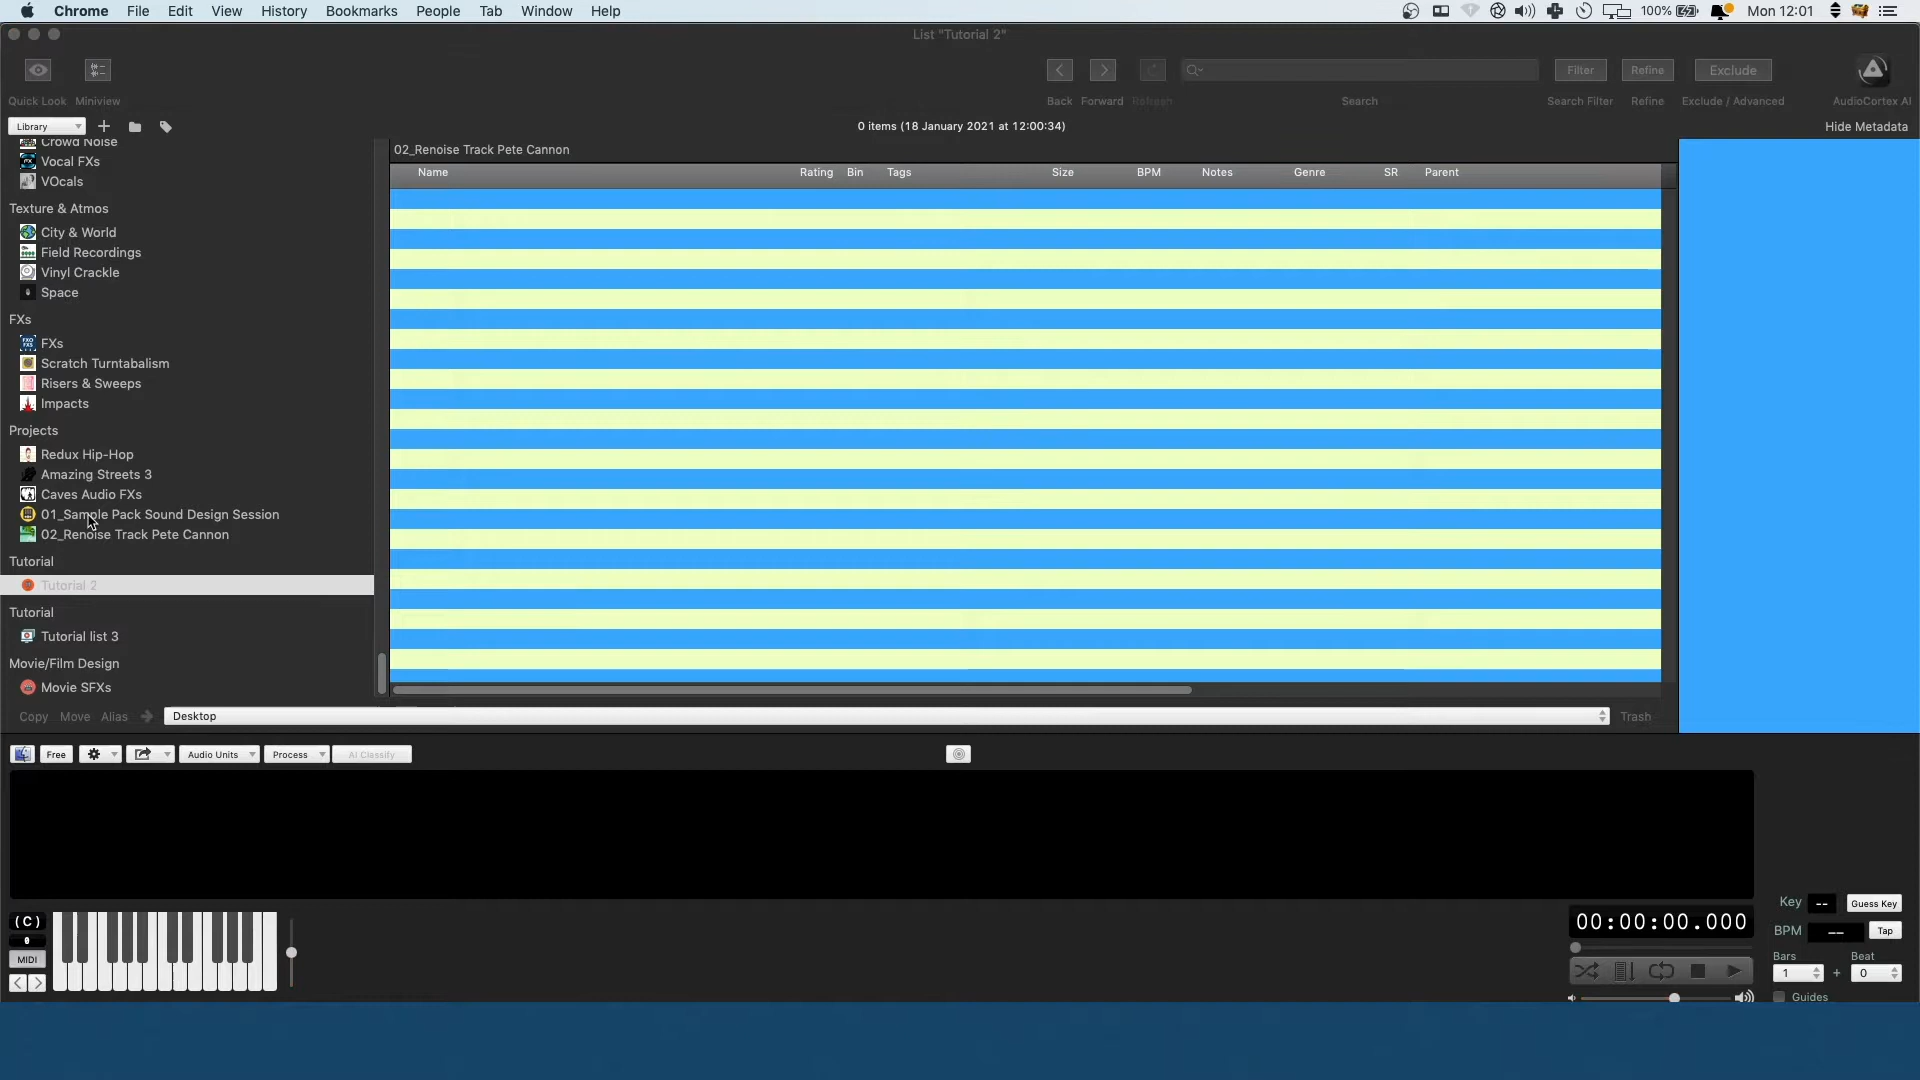 Chrome File Edit View History Bookmarks People Tab Window Help 100% Mon 12:01
List "Tutorial 2"
Quick Look Miniview Back Forward Refresh Search Filter Search Filter Refine Refine Exclude Exclude / Advanced AudioCortex AI
Library 0 items (18 January 2021 at 12:00:34) Hide Metadata
Crowd Noise
Vocal FXs
VOcals
Texture & Atmos
City & World
Field Recordings
Vinyl Crackle
Space
FXs
FXs
Scratch Turntabalism
Risers & Sweeps
Impacts
Projects
Redux Hip-Hop
Amazing Streets 3
Caves Audio FXs
01_Sample Pack Sound Design Session
02_Renoise Track Pete Cannon
Tutorial
Tutorial 2
Tutorial
Tutorial list 3
Movie/Film Design
Movie SFXs
02_Renoise Track Pete Cannon
Name Rating Bin Tags Size BPM Notes Genre SR Parent
Copy Move Alias Desktop Trash
Free Audio Units Process AI Classify
(C)
0
MIDI
00:00:00.000
Key -- Guess Key
BPM -- Tap
Bars Beat
1 + 0
Guides